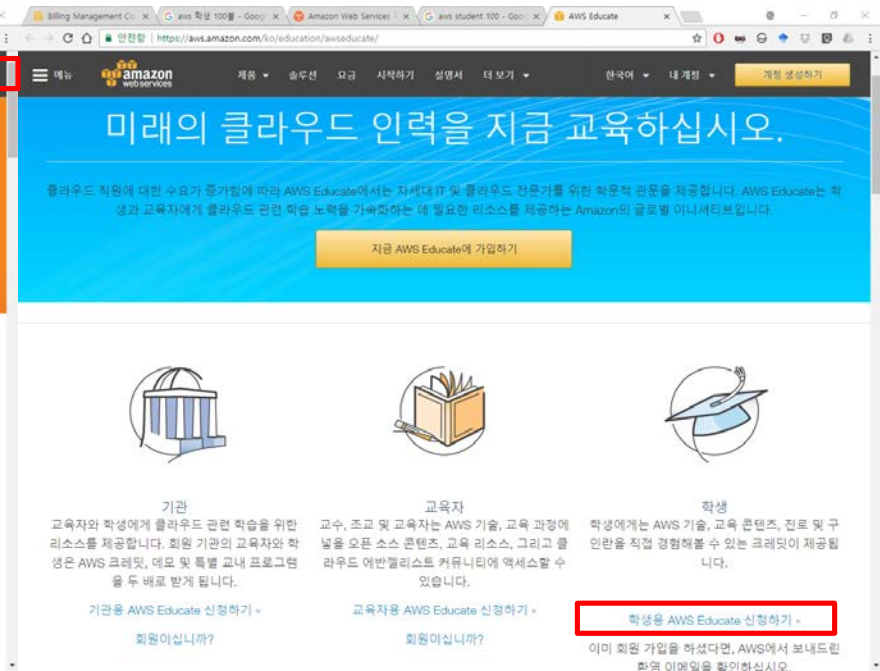 Billing Management Co
aws 학생 100불 - Goog
Amazon Web Services
aws student 100 - Goo
AWS Educate
안전함 | https://aws.amazon.com/ko/education/awseducate/
메뉴
amazon
webservices
제품
솔루션
요금
시작하기
설명서
더 보기
한국어
내 계정
계정 생성하기
미래의 클라우드 인력을 지금 교육하십시오.
클라우드 직원에 대한 수요가 증가함에 따라 AWS Educate에서는 차세대 IT 및 클라우드 전문가를 위한 학문적 관문을 제공합니다. AWS Educate는 학
생과 교육자에게 클라우드 관련 학습 노력을 가속화하는 데 필요한 리소스를 제공하는 Amazon의 글로벌 이니셔티브입니다.
지금 AWS Educate에 가입하기
기관
교육자와 학생에게 클라우드 관련 학습을 위한
리소스를 제공합니다. 회원 기관의 교육자와 학
생은 AWS 크레딧, 데모 및 특별 교내 프로그램
을 두 배로 받게 됩니다.
기관용 AWS Educate 신청하기 »
회원이십니까?
교육자
교수, 조교 및 교육자는 AWS 기술, 교육 과정에
넣을 오픈 소스 콘텐츠, 교육 리소스, 그리고 클
라우드 에반젤리스트 커뮤니티에 액세스할 수
있습니다.
교육자용 AWS Educate 신청하기 »
회원이십니까?
학생
학생에게는 AWS 기술, 교육 콘텐츠, 진로 및 구
인란을 직접 경험해볼 수 있는 크레딧이 제공됩
니다.
학생용 AWS Educate 신청하기 »
이미 회원 가입을 하셨다면, AWS에서 보내드린
환영 이메일을 확인하십시오.